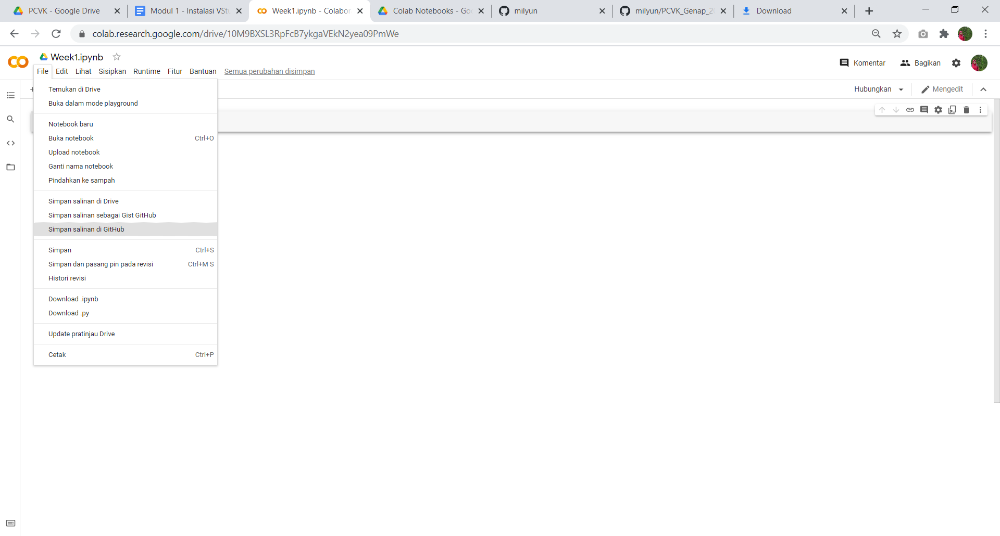 PCVK - Google Drive
Modul 1 - Instalasi VStu
Week1.ipynb - Colabor
Colab Notebooks - Goo
milyun
milyun/PCVK_Genap_2
Download
colab.research.google.com/drive/10M9BXSL3RpFcB7ykgaVEkN2yea09PmWe
Week1.ipynb
File Edit Lihat Sisipkan Runtime Fitur Bantuan Semua perubahan disimpan
Komentar Bagikan
Hubungkan Mengedit
Temukan di Drive
Buka dalam mode playground
Notebook baru
Buka notebook Ctrl+O
Upload notebook
Ganti nama notebook
Pindahkan ke sampah
Simpan salinan di Drive
Simpan salinan sebagai Gist GitHub
Simpan salinan di GitHub
Simpan Ctrl+S
Simpan dan pasang pin pada revisi Ctrl+M S
Histori revisi
Download .ipynb
Download .py
Update pratinjau Drive
Cetak Ctrl+P